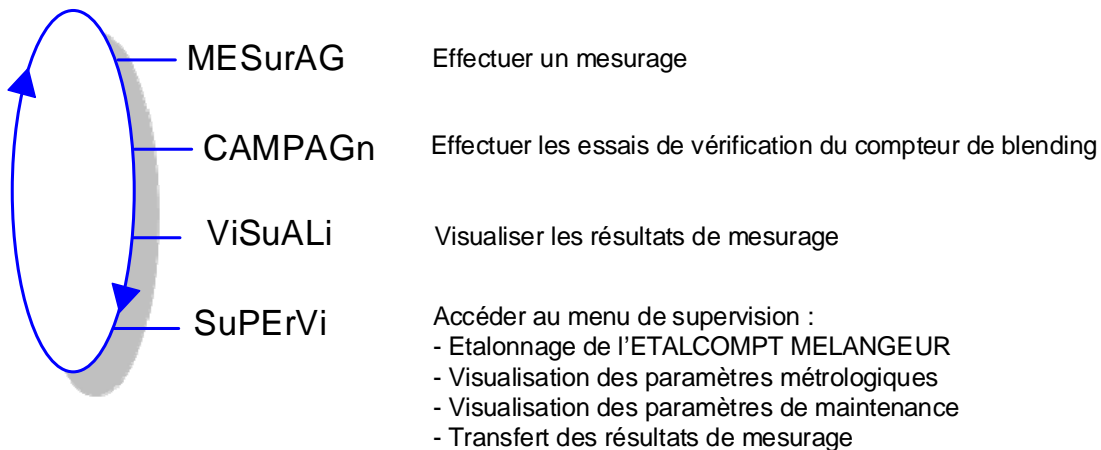 MESurAG Effectuer un mesurage
CAMPAGn Effectuer les essais de vérification du compteur de blending
ViSuALi Visualiser les résultats de mesurage
SuPErVi Accéder au menu de supervision :
- Etalonnage de l'ETALCOMPT MELANGEUR
- Visualisation des paramètres métrologiques
- Visualisation des paramètres de maintenance
- Transfert des résultats de mesurage